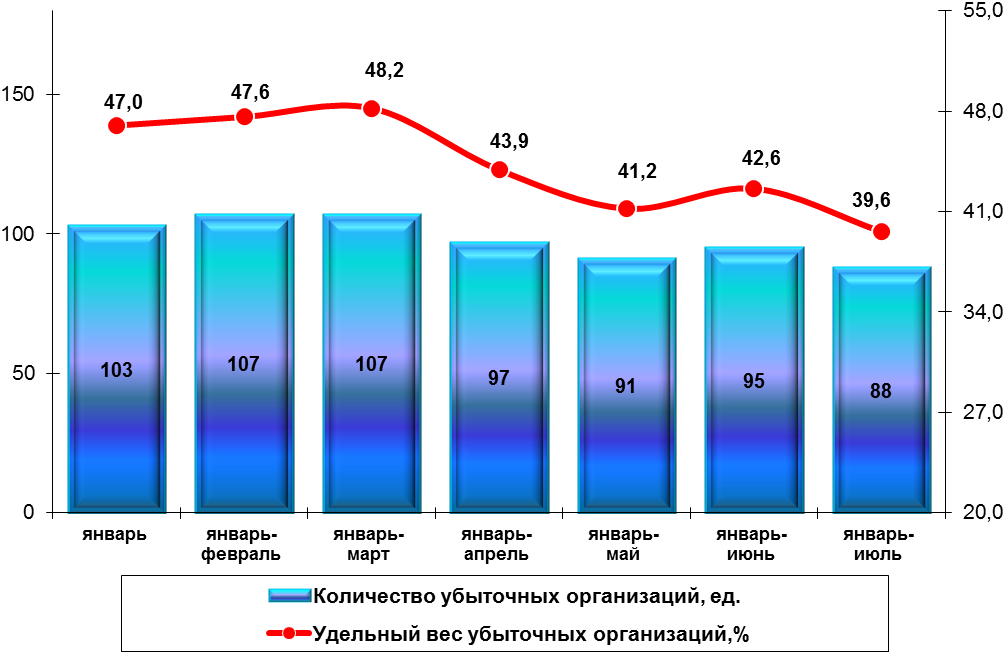 55,0
48,2
150
47,0
47,6
48,0
43,9
42,6
41,2
39,6
100
41,0
34,0
103
107
107
97
91
95
88
50
27,0
0
20,0
январь
январь-
февраль
январь-
март
январь-
апрель
январь-
май
январь-
июнь
январь-
июль
Количество убыточных организаций, ед.
Удельный вес убыточных организаций,%